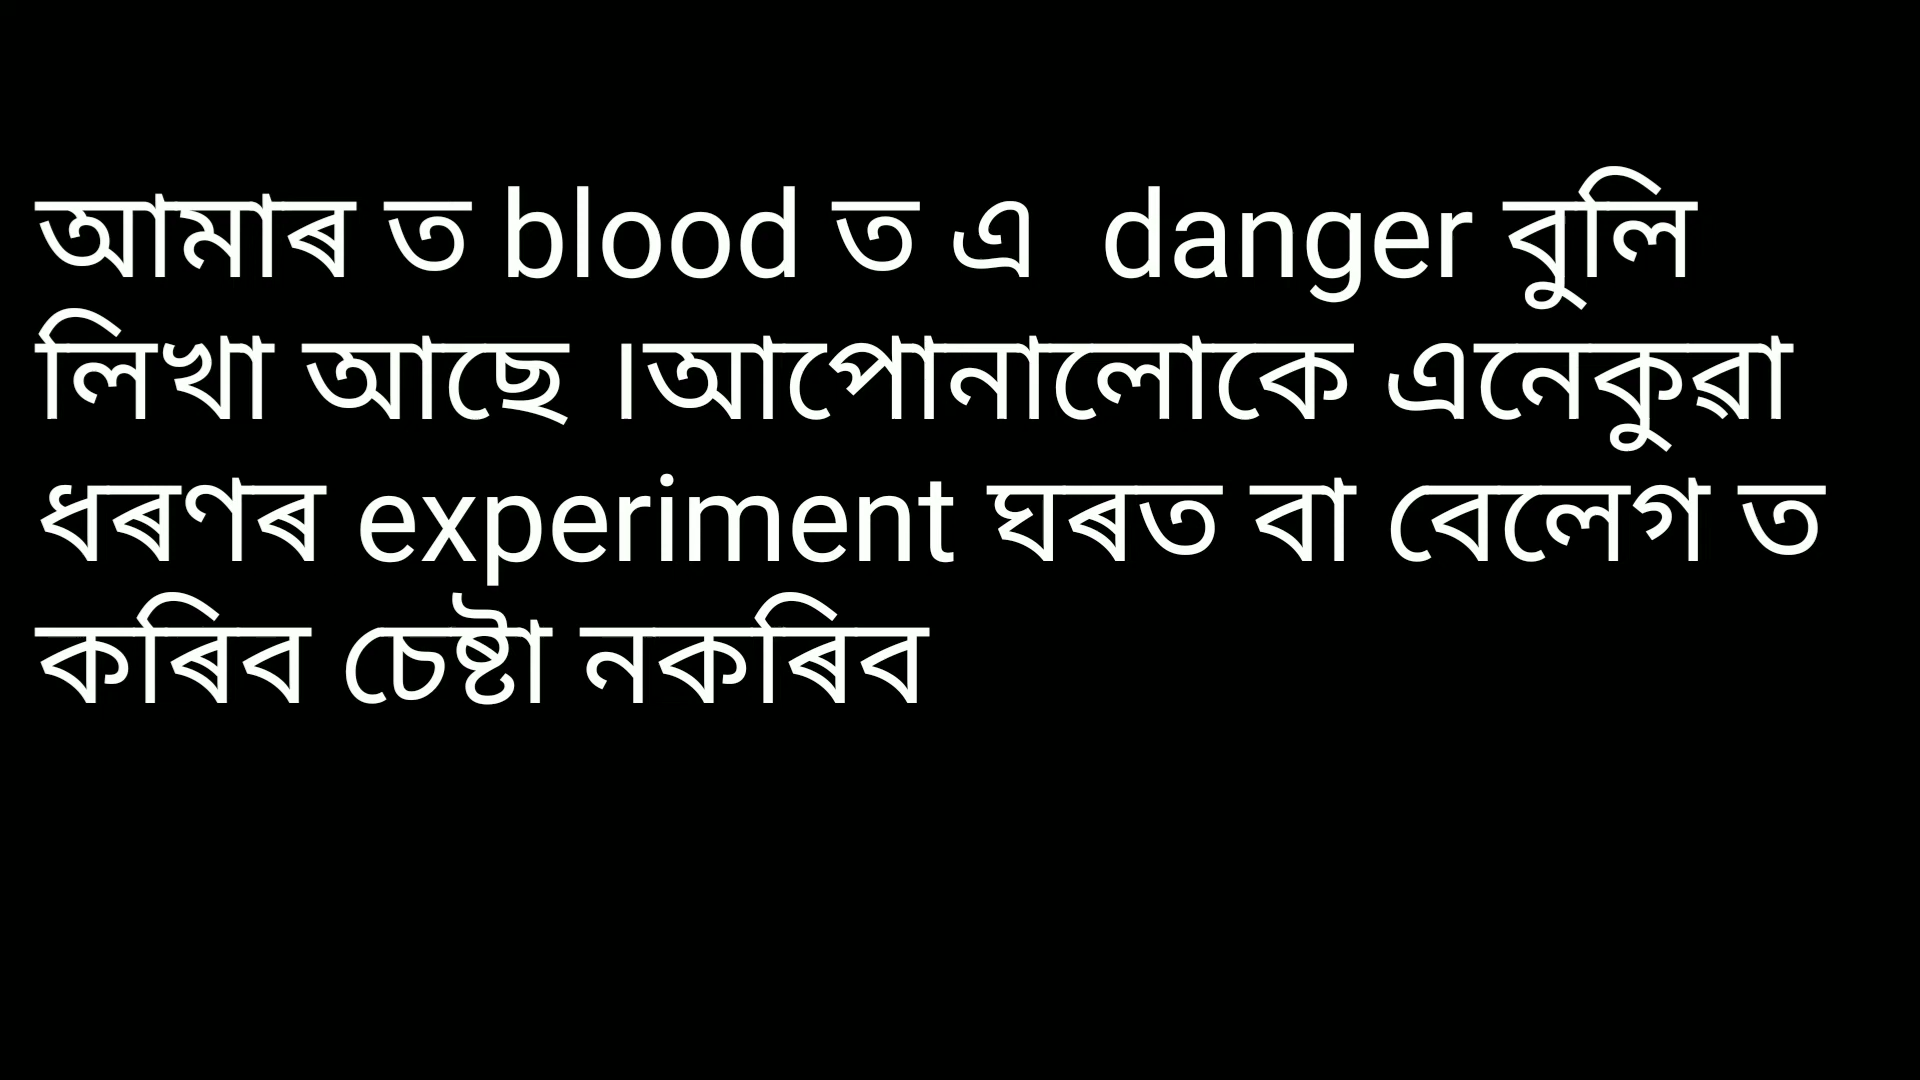 আমাৰ ত blood ত এ  danger বুলি
লিখা আছে ।আপোনালোকে এনেকুৱা
ধৰণৰ experiment ঘৰত বা বেলেগ ত
কৰিব চেষ্টা নকৰিব